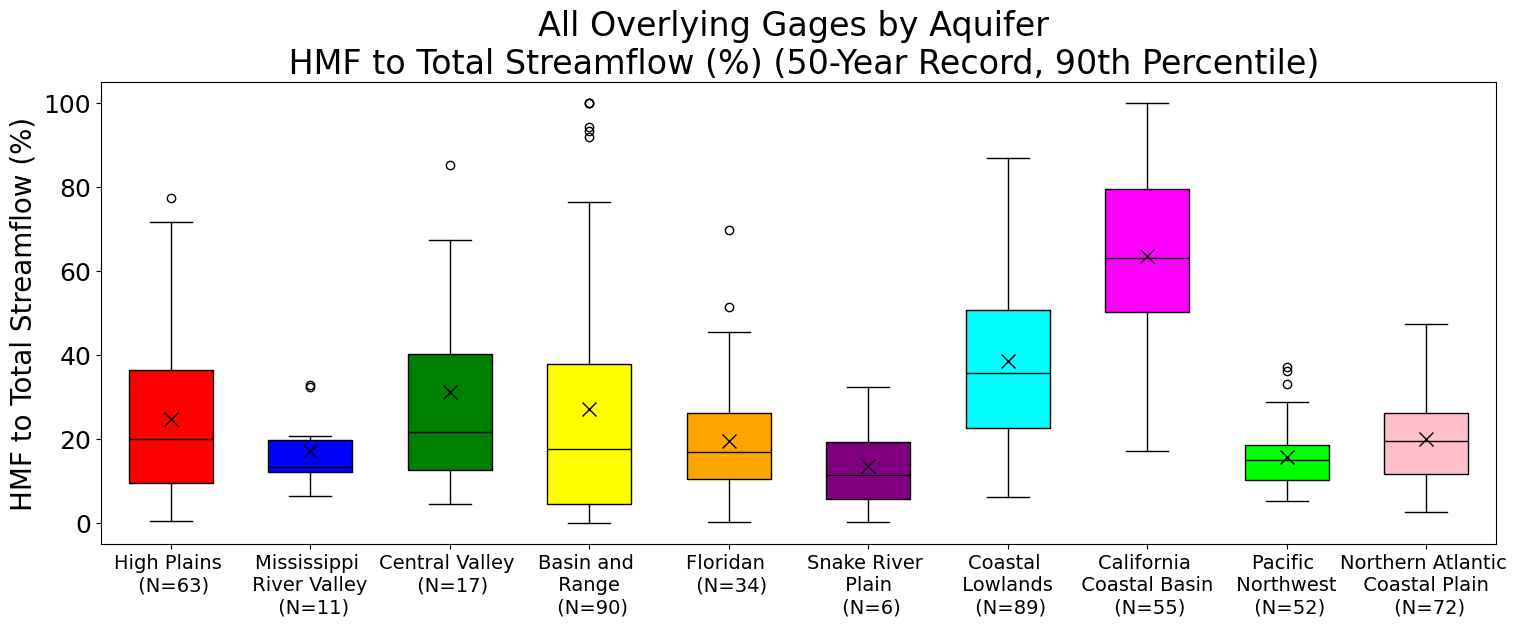 All Overlying Gages by Aquifer
HMF to Total Streamflow (%) (50-Year Record, 90th Percentile)
HMF to Total Streamflow (%)
100
80
60
40
20
0
High Plains
(N=63)
Mississippi
River Valley
(N=11)
Central Valley
(N=17)
Basin and
Range
(N=90)
Floridan
(N=34)
Snake River
Plain
(N=6)
Coastal
Lowlands
(N=89)
California
Coastal Basin
(N=55)
Pacific
Northwest
(N=52)
Northern Atlantic
Coastal Plain
(N=72)